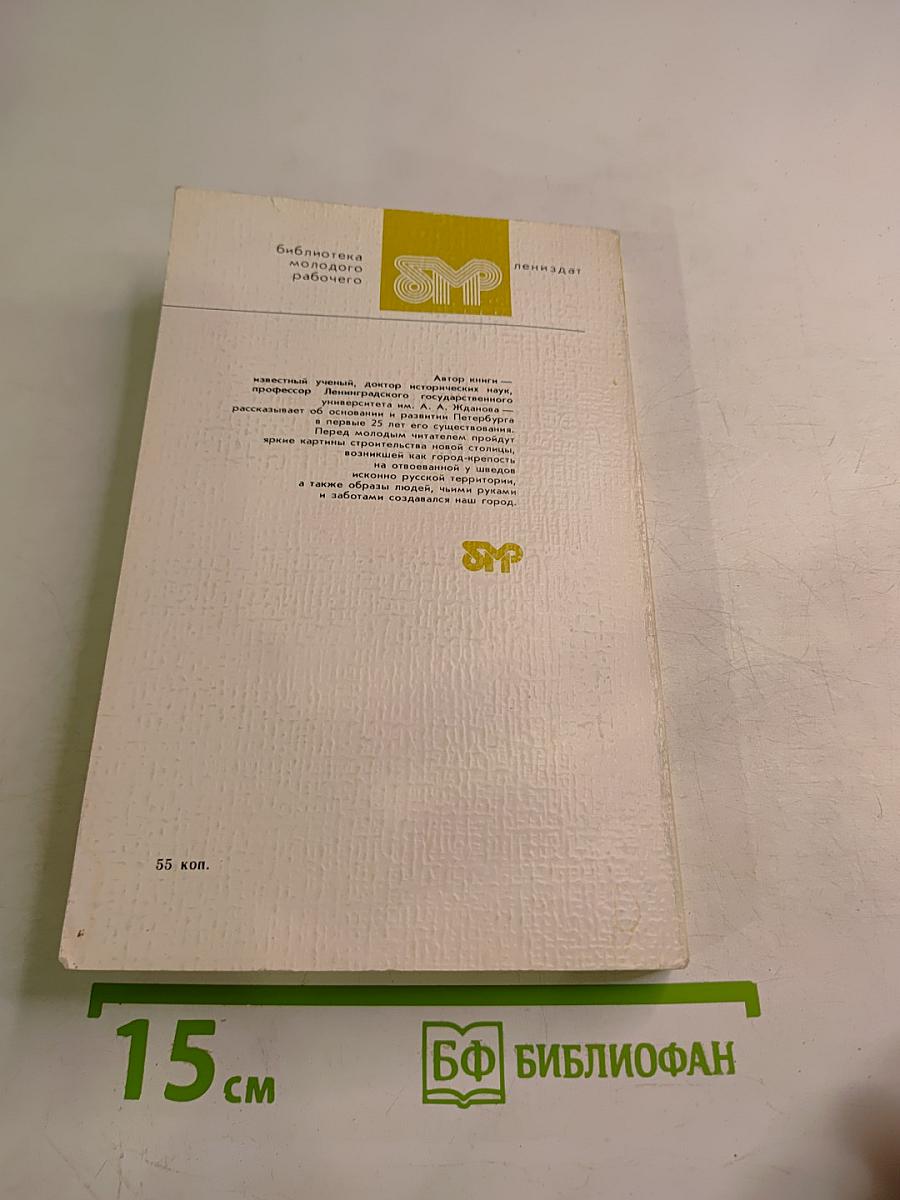 библиотека
молодого
рабочего
бмр
лениздат
Автор книги —
известный ученый, доктор исторических наук,
профессор Ленинградского государственного
университета им. А. А. Жданова —
рассказывает об основании и развитии Петербурга
в первые 25 лет его существования.
Перед молодым читателем пройдут
яркие картины строительства новой столицы,
возникшей как город-крепость
на отвоеванной у шведов
исконно русской территории,
а также образы людей, чьими руками
и заботами создавался наш город.
бмр
55 коп.
15 см
БФ БИБЛИОФАН